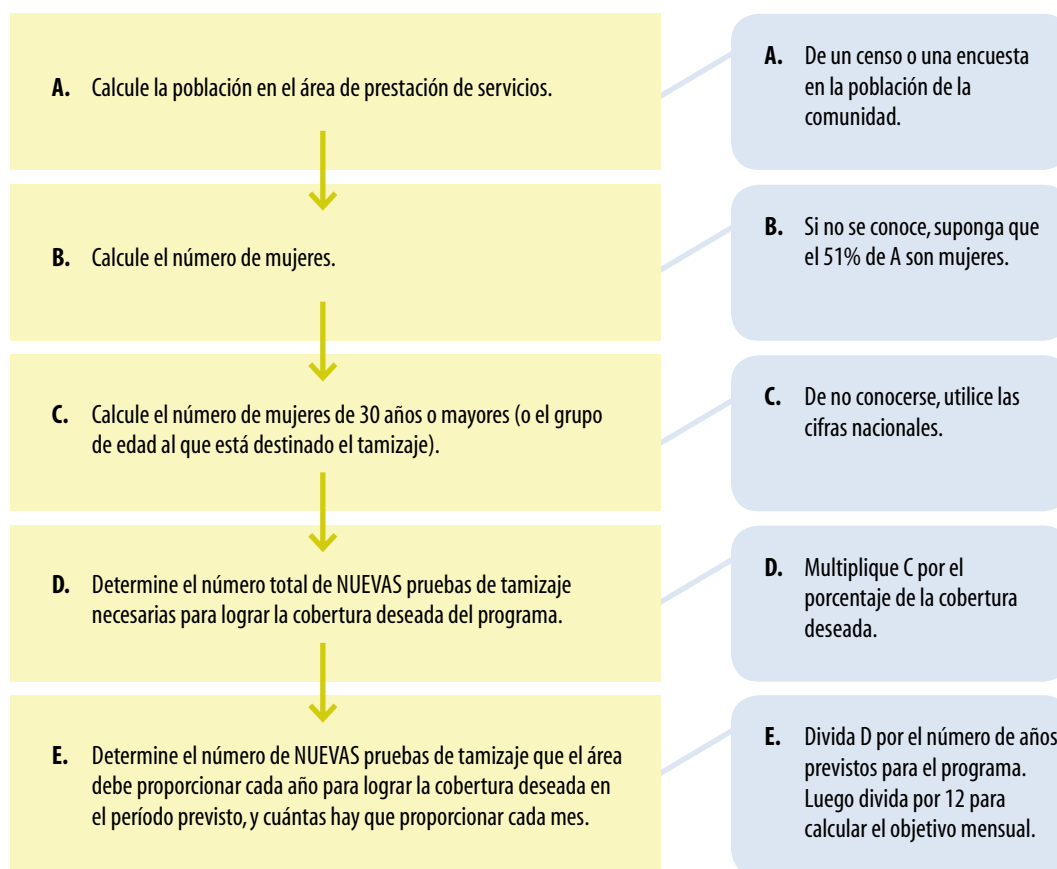 A. Calcule la población en el área de prestación de servicios.
A. De un censo o una encuesta
en la población de la
comunidad.
B. Calcule el número de mujeres.
B. Si no se conoce, suponga que
el 51% de A son mujeres.
C. Calcule el número de mujeres de 30 años o mayores (o el grupo
de edad al que está destinado el tamizaje).
C. De no conocerse, utilice las
cifras nacionales.
D. Determine el número total de NUEVAS pruebas de tamizaje
necesarias para lograr la cobertura deseada del programa.
D. Multiplique C por el
porcentaje de la cobertura
deseada.
E. Determine el número de NUEVAS pruebas de tamizaje que el área
debe proporcionar cada año para lograr la cobertura deseada en
el período previsto, y cuántas hay que proporcionar cada mes.
E. Divida D por el número de años
previstos para el programa.
Luego divida por 12 para
calcular el objetivo mensual.